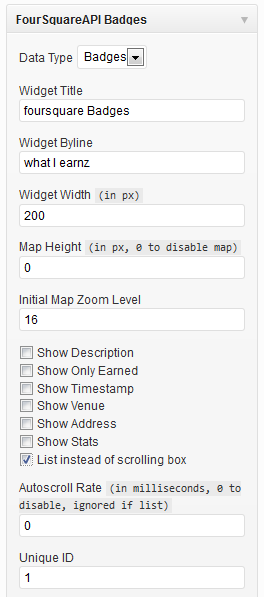 FourSquareAPI Badges
Data Type Badges
Widget Title
foursquare Badges
Widget Byline
what I earnz
Widget Width (in px)
200
Map Height (in px, 0 to disable map)
0
Initial Map Zoom Level
16
Show Description
Show Only Earned
Show Timestamp
Show Venue
Show Address
Show Stats
List instead of scrolling box
Autoscroll Rate (in milliseconds, 0 to
disable, ignored if list)
0
Unique ID
1